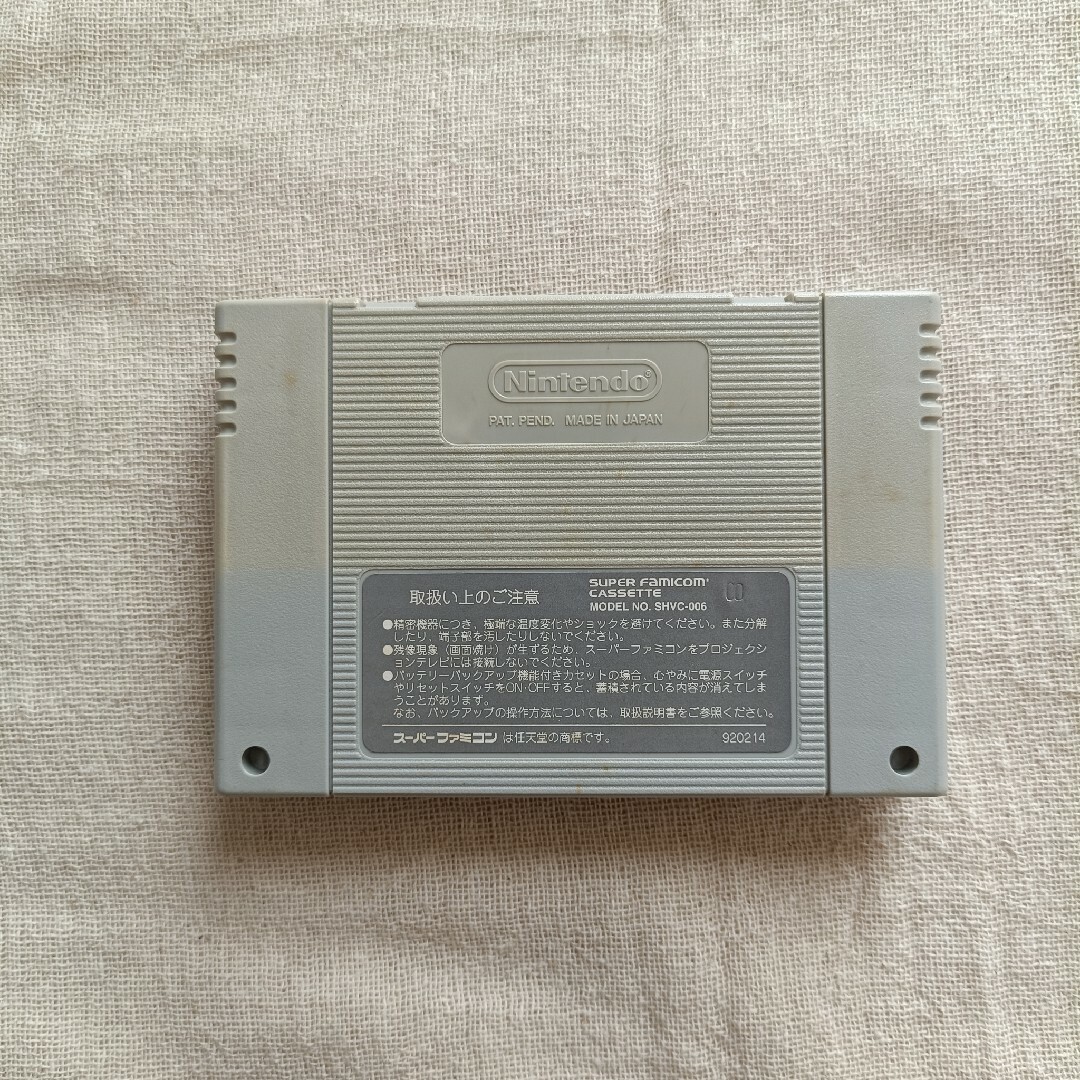 Nintendo®
PAT. PEND. MADE IN JAPAN
取扱い上のご注意
SUPER FAMICOM
CASSETTE
MODEL NO. SHVC-006
●精密機器につき、極端な温度変化やショックを避けてください。また分解
したり、端子部を汚したりしないでください。
●残像現象（画面焼け）が生ずるため、スーパーファミコンをプロジェクシ
ョンテレビには接続しないでください。
●バッテリーバックアップ機能付きカセットの場合、むやみに電源スイッチ
やリセットスイッチをON・OFFすると、蓄積されている内容が消えてしま
うことがあります。
なお、バックアップの操作方法については、取扱説明書をご参照ください。
スーパーファミコンは任天堂の商標です。
920214